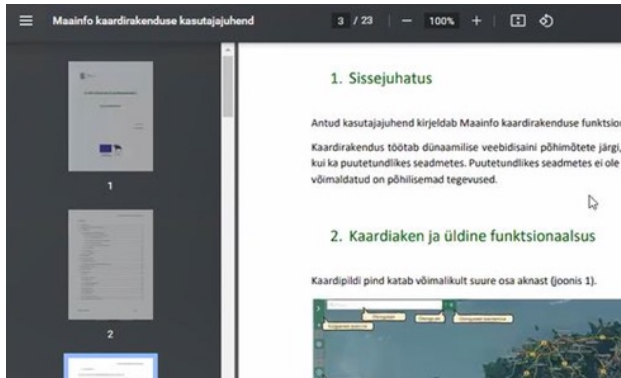 Maainfo kaardirakenduse kasutajajuhend
3 / 23
100%
1
2
1. Sissejuhatus
Antud kasutajajuhend kirjeldab Maainfo kaardirakenduse
Kaardirakendus töötab dünaamilise veebidisaini põhimõtete järgi,
kui ka puutetundlikes seadmetes. Puutetundlikes seadmetes ei ole
võimaldatud on põhilisemad tegevused.
2. Kaardiaken ja üldine funktsionaalsus
Kaardipildi pind katab võimalikult suure osa aknast (joonis 1).